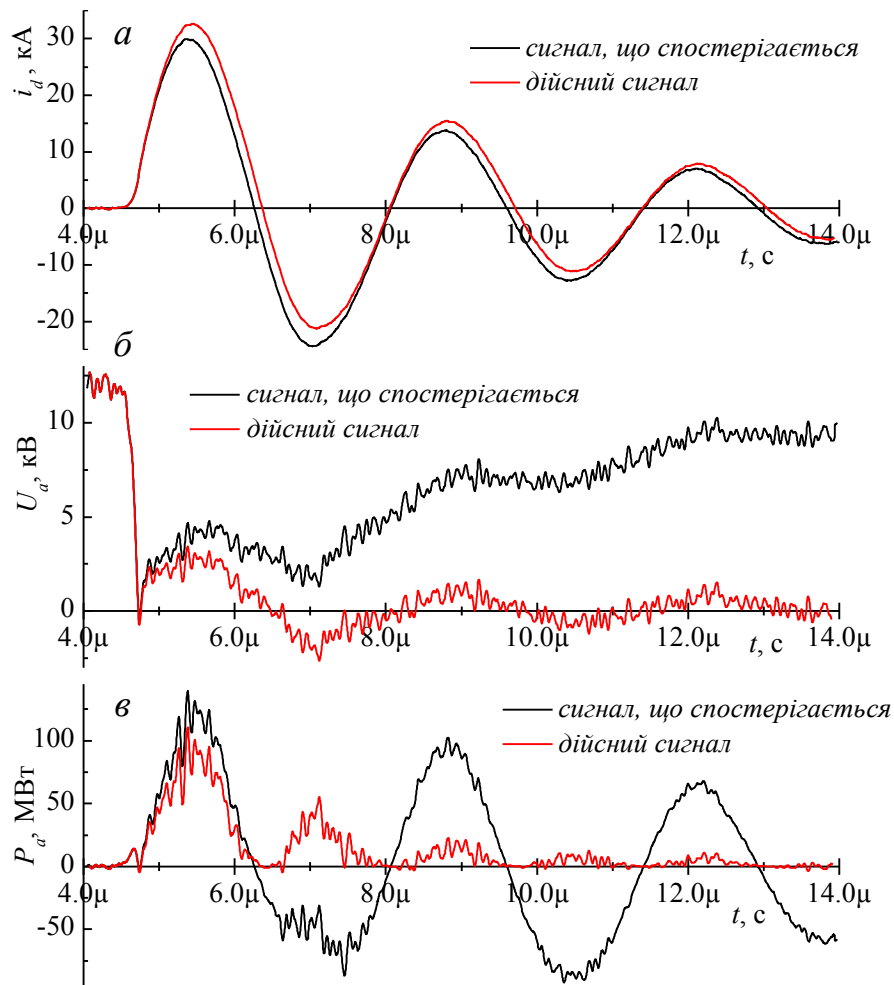 а
i_d, кА
сигнал, що спостерігається
дійсний сигнал
30
20
10
0
-10
-20
4.0μ 6.0μ 8.0μ 10.0μ 12.0μ 14.0μ
t, с
б
U_a, кВ
сигнал, що спостерігається
дійсний сигнал
10
5
0
4.0μ 6.0μ 8.0μ 10.0μ 12.0μ 14.0μ
t, с
в
P_a, МВт
сигнал, що спостерігається
дійсний сигнал
100
50
0
-50
4.0μ 6.0μ 8.0μ 10.0μ 12.0μ 14.0μ
t, с